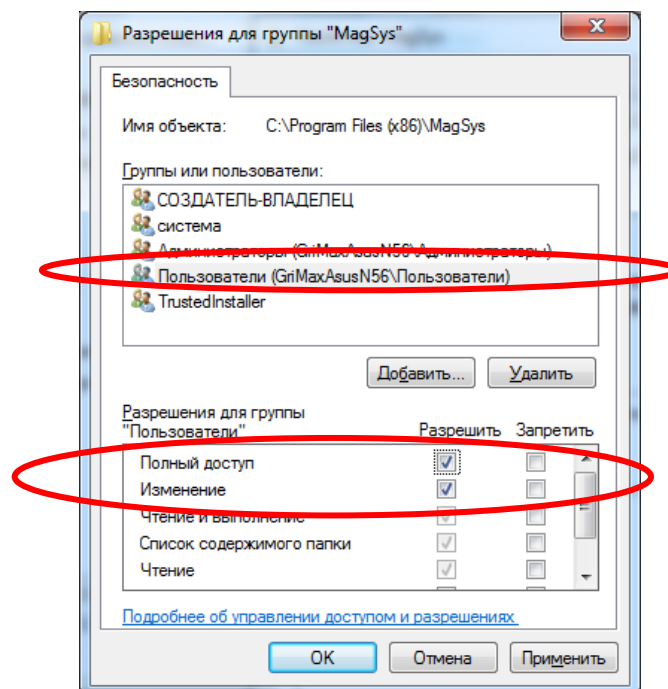 Разрешения для группы "MagSys"
Безопасность
Имя объекта: C:\Program Files (x86)\MagSys
Группы или пользователи:
СОЗДАТЕЛЬ-ВЛАДЕЛЕЦ
система
Администраторы (GriMaxAsusN56\Администраторы)
Пользователи (GriMaxAsusN56\Пользователи)
TrustedInstaller
Добавить... Удалить
Разрешения для группы
"Пользователи" Разрешить Запретить
Полный доступ
Изменение
Чтение и выполнение
Список содержимого папки
Чтение
Подробнее об управлении доступом и разрешениях
ОК Отмена Применить